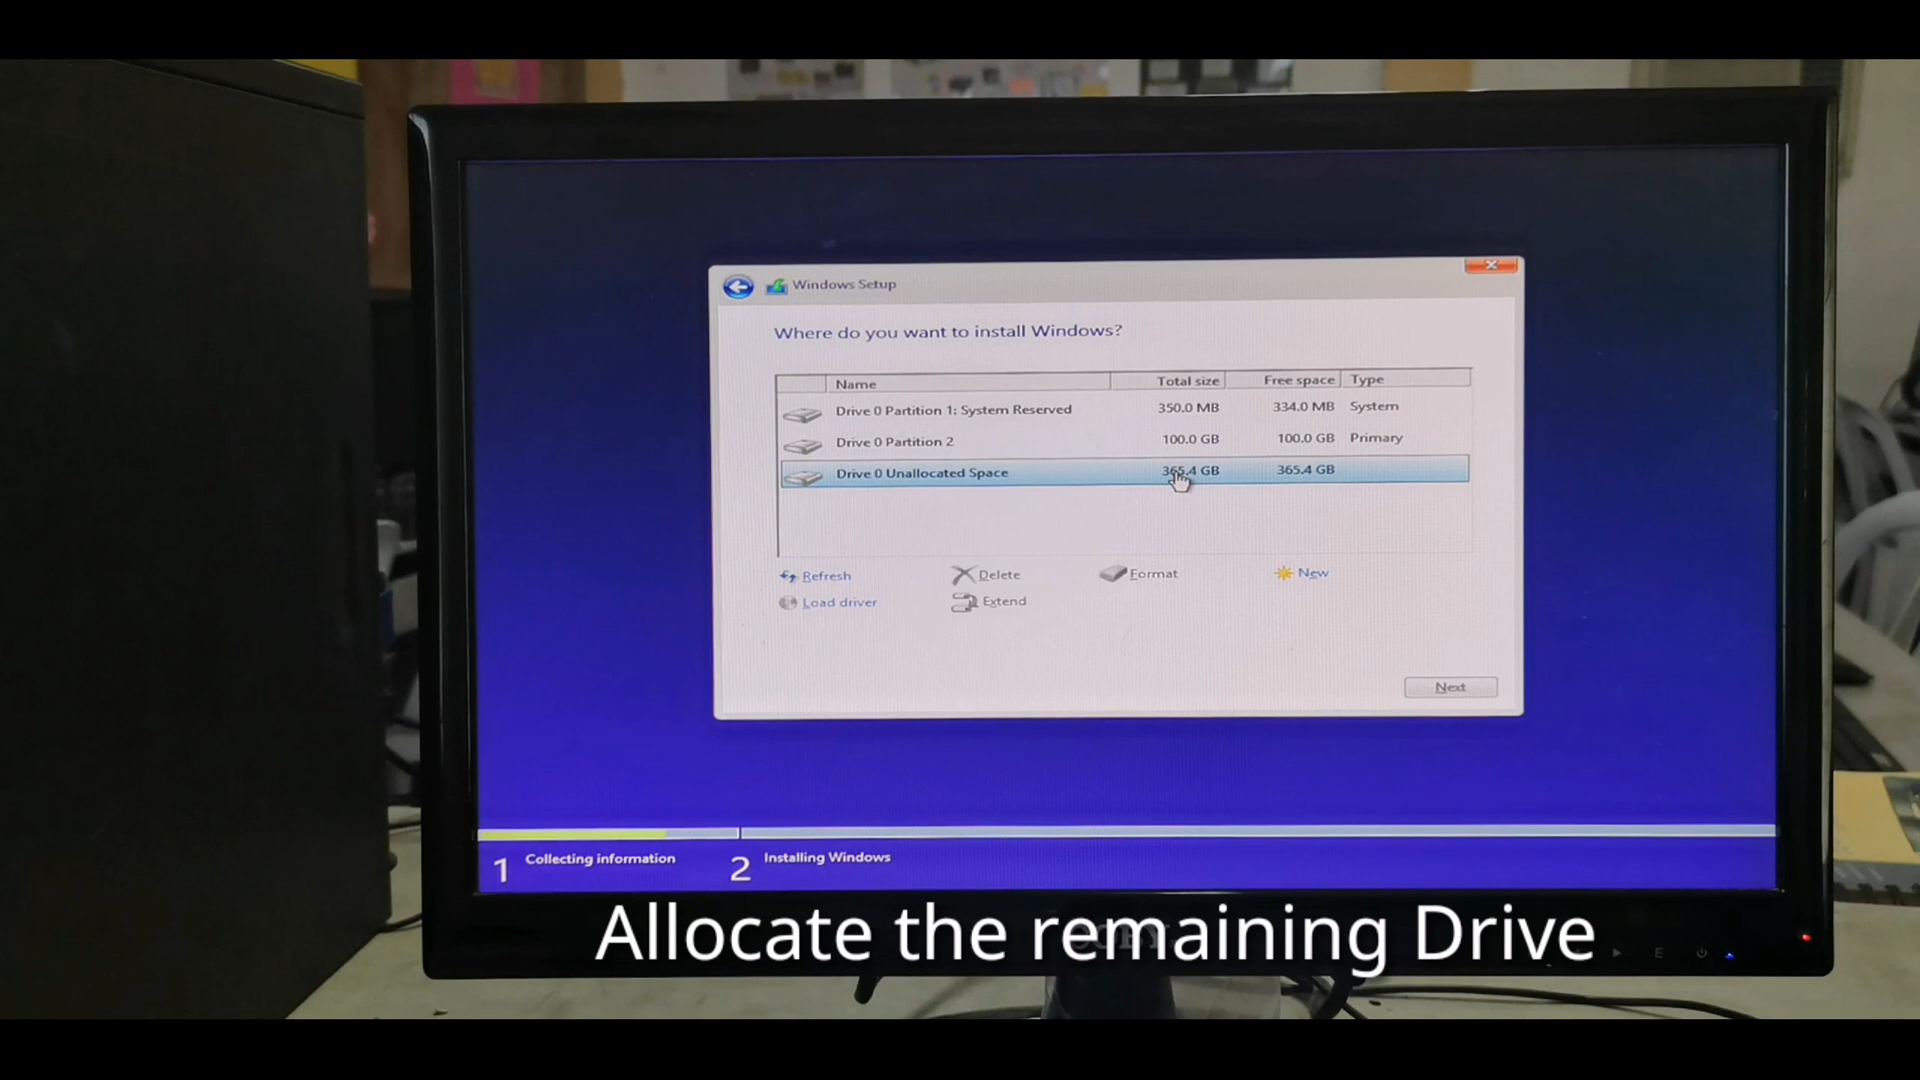 Windows Setup
Where do you want to install Windows?
Name Total size Free space Type
Drive 0 Partition 1: System Reserved 350.0 MB 334.0 MB System
Drive 0 Partition 2 100.0 GB 100.0 GB Primary
Drive 0 Unallocated Space 365.4 GB 365.4 GB
Refresh Delete Format New
Load driver Extend
Next
1 Collecting information 2 Installing Windows
Allocate the remaining Drive